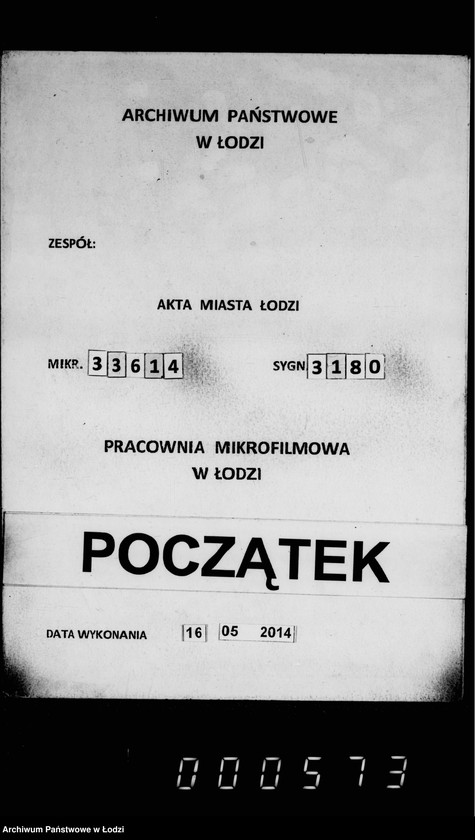 ARCHIWUM PAŃSTWOWE
W ŁODZI
ZESPÓŁ:
AKTA MIASTA ŁODZI
MIKR. 33614 SYGN. 3180
PRACOWNIA MIKROFILMOWA
W ŁODZI
POCZĄTEK
DATA WYKONANIA 16 05 2014
000573
Archiwum Państwowe w Łodzi